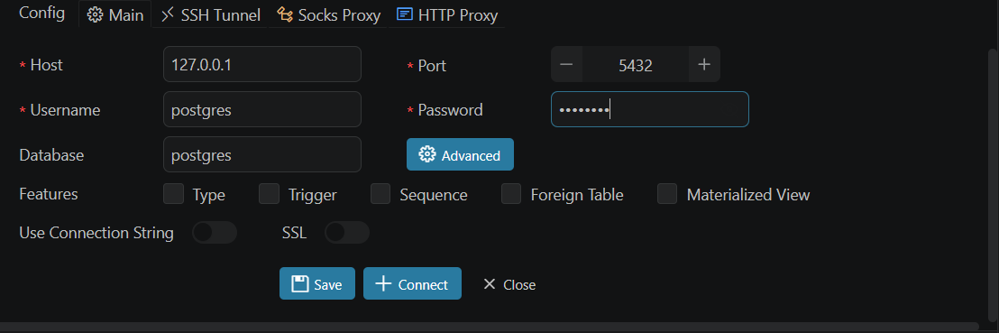 Config Main SSH Tunnel Socks Proxy HTTP Proxy
* Host 127.0.0.1 * Port − 5432 +
* Username postgres * Password ••••••••
Database postgres Advanced
Features Type Trigger Sequence Foreign Table Materialized View
Use Connection String SSL
Save Connect Close